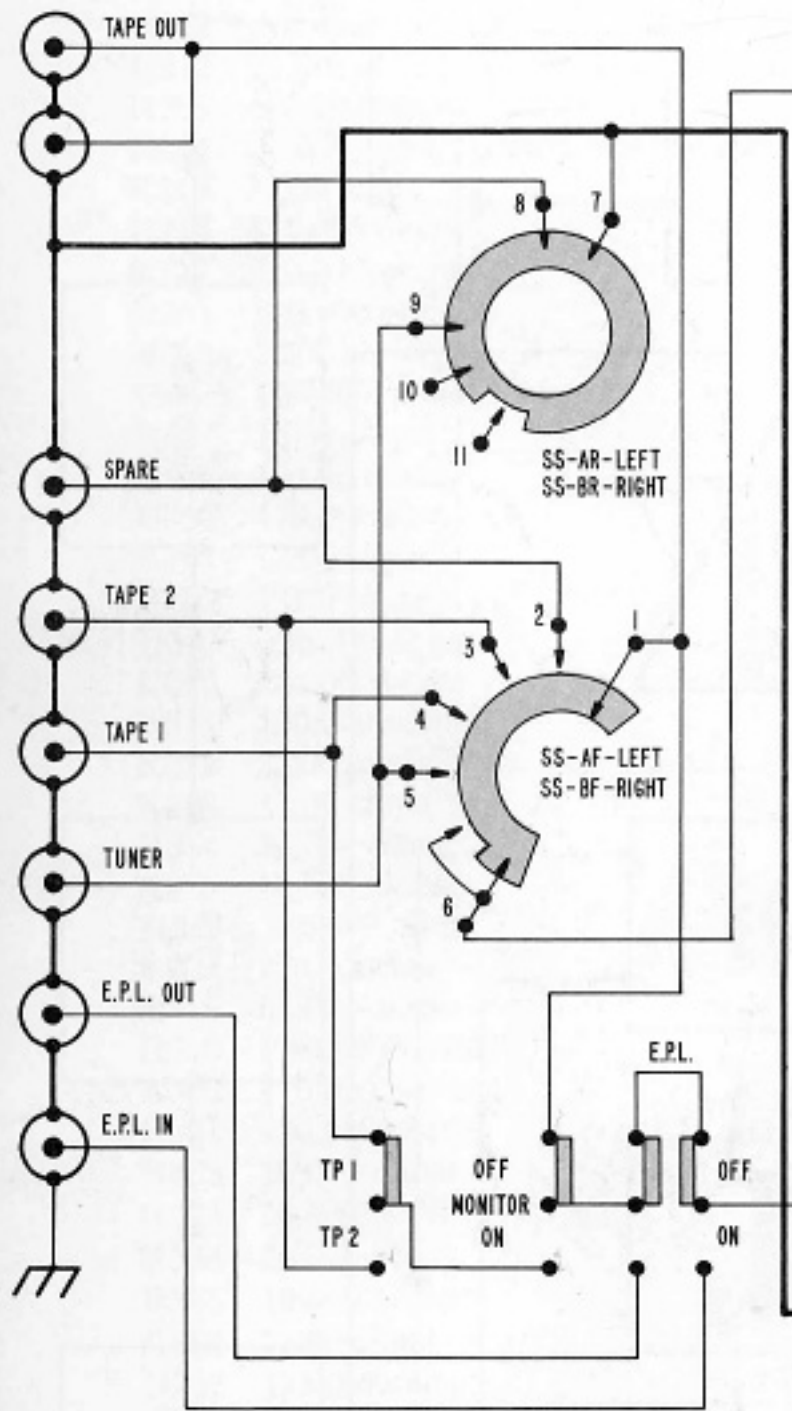 TAPE OUT
8
7
9
10
11
SS-AR-LEFT
SS-BR-RIGHT
SPARE
TAPE 2
2
1
3
4
TAPE 1
SS-AF-LEFT
SS-BF-RIGHT
5
TUNER
6
E.P.L. OUT
E.P.L.
E.P.L. IN
TP 1
OFF
OFF
MONITOR
TP 2
ON
ON